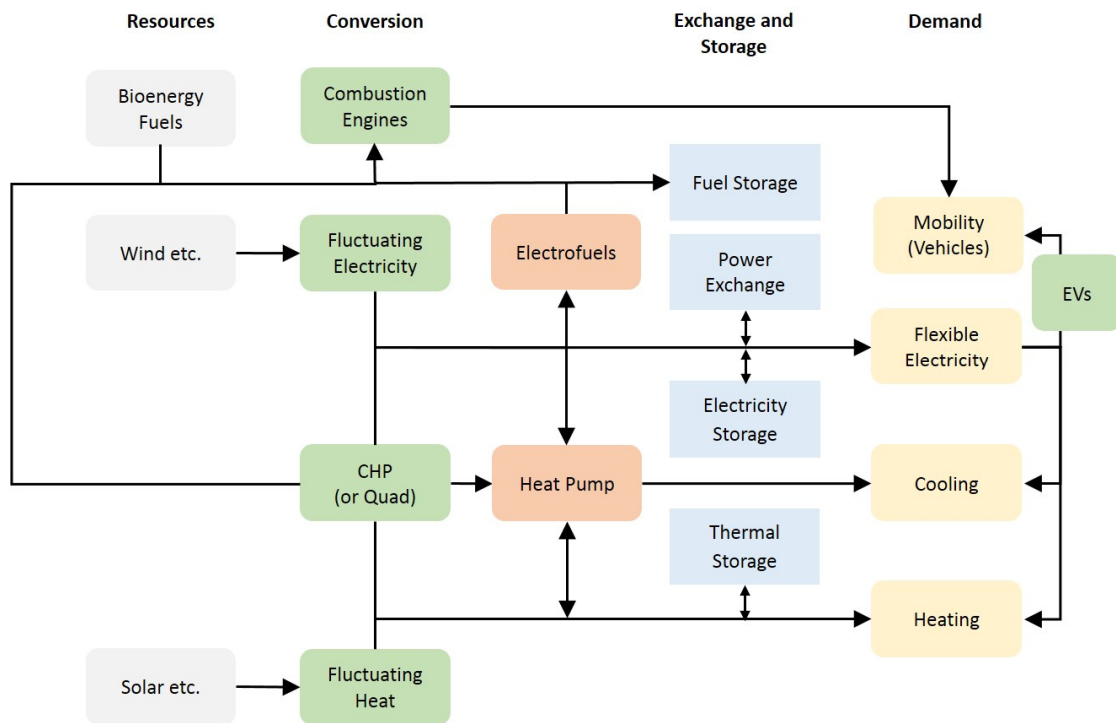 Resources
Conversion
Exchange and
Storage
Demand
Bioenergy
Fuels
Combustion
Engines
Fuel Storage
Mobility
(Vehicles)
Wind etc.
Fluctuating
Electricity
Electrofuels
Power
Exchange
EVs
Flexible
Electricity
Electricity
Storage
CHP
(or Quad)
Heat Pump
Cooling
Thermal
Storage
Heating
Solar etc.
Fluctuating
Heat